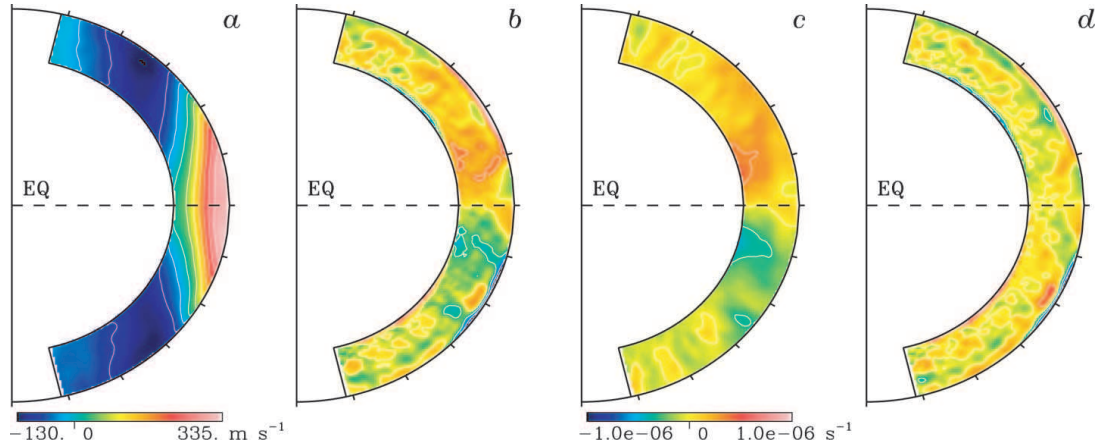 a b c d
EQ EQ EQ EQ
−130. 0 335. m s⁻¹ −1.0e−06 0 1.0e−06 s⁻¹